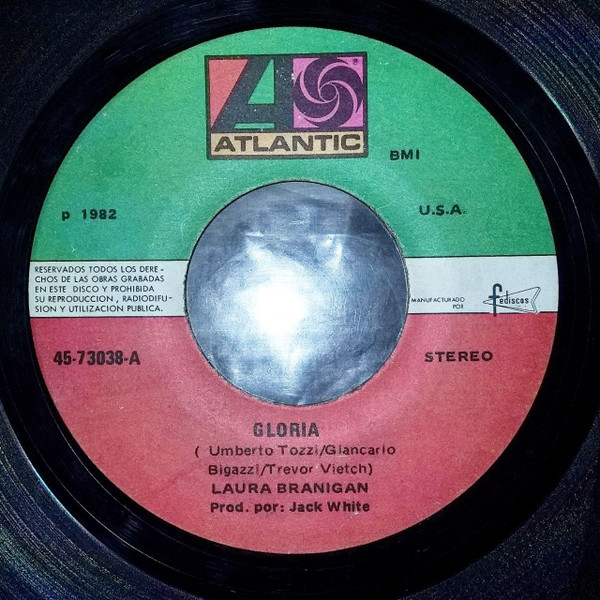 ATLANTIC
BMI
p 1982
U.S.A.
RESERVADOS TODOS LOS DERE-
CHOS DE LAS OBRAS GRABADAS
EN ESTE DISCO Y PROHIBIDA
SU REPRODUCCION, RADIODIFU-
SION Y UTILIZACION PUBLICA.
MANUFACTURADO
POR
fediscos
45-73038-A
STEREO
GLORIA
( Umberto Tozzi/Giancarlo
Bigazzi/Trevor Vietch)
LAURA BRANIGAN
Prod. por: Jack White